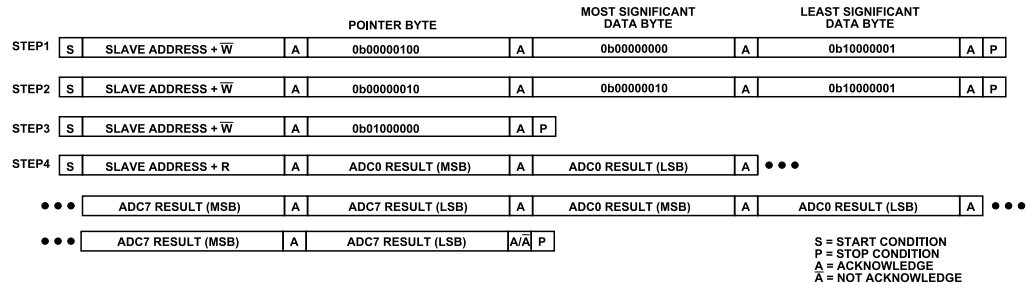 POINTER BYTE MOST SIGNIFICANT DATA BYTE LEAST SIGNIFICANT DATA BYTE
STEP1 S SLAVE ADDRESS + W̅ A 0b00000100 A 0b00000000 A 0b10000001 A P
STEP2 S SLAVE ADDRESS + W̅ A 0b00000010 A 0b00000010 A 0b10000001 A P
STEP3 S SLAVE ADDRESS + W̅ A 0b01000000 A P
STEP4 S SLAVE ADDRESS + R A ADC0 RESULT (MSB) A ADC0 RESULT (LSB) A •••
••• ADC7 RESULT (MSB) A ADC7 RESULT (LSB) A ADC0 RESULT (MSB) A ADC0 RESULT (LSB) A •••
••• ADC7 RESULT (MSB) A ADC7 RESULT (LSB) A/A̅ P
S = START CONDITION
P = STOP CONDITION
A = ACKNOWLEDGE
A̅ = NOT ACKNOWLEDGE